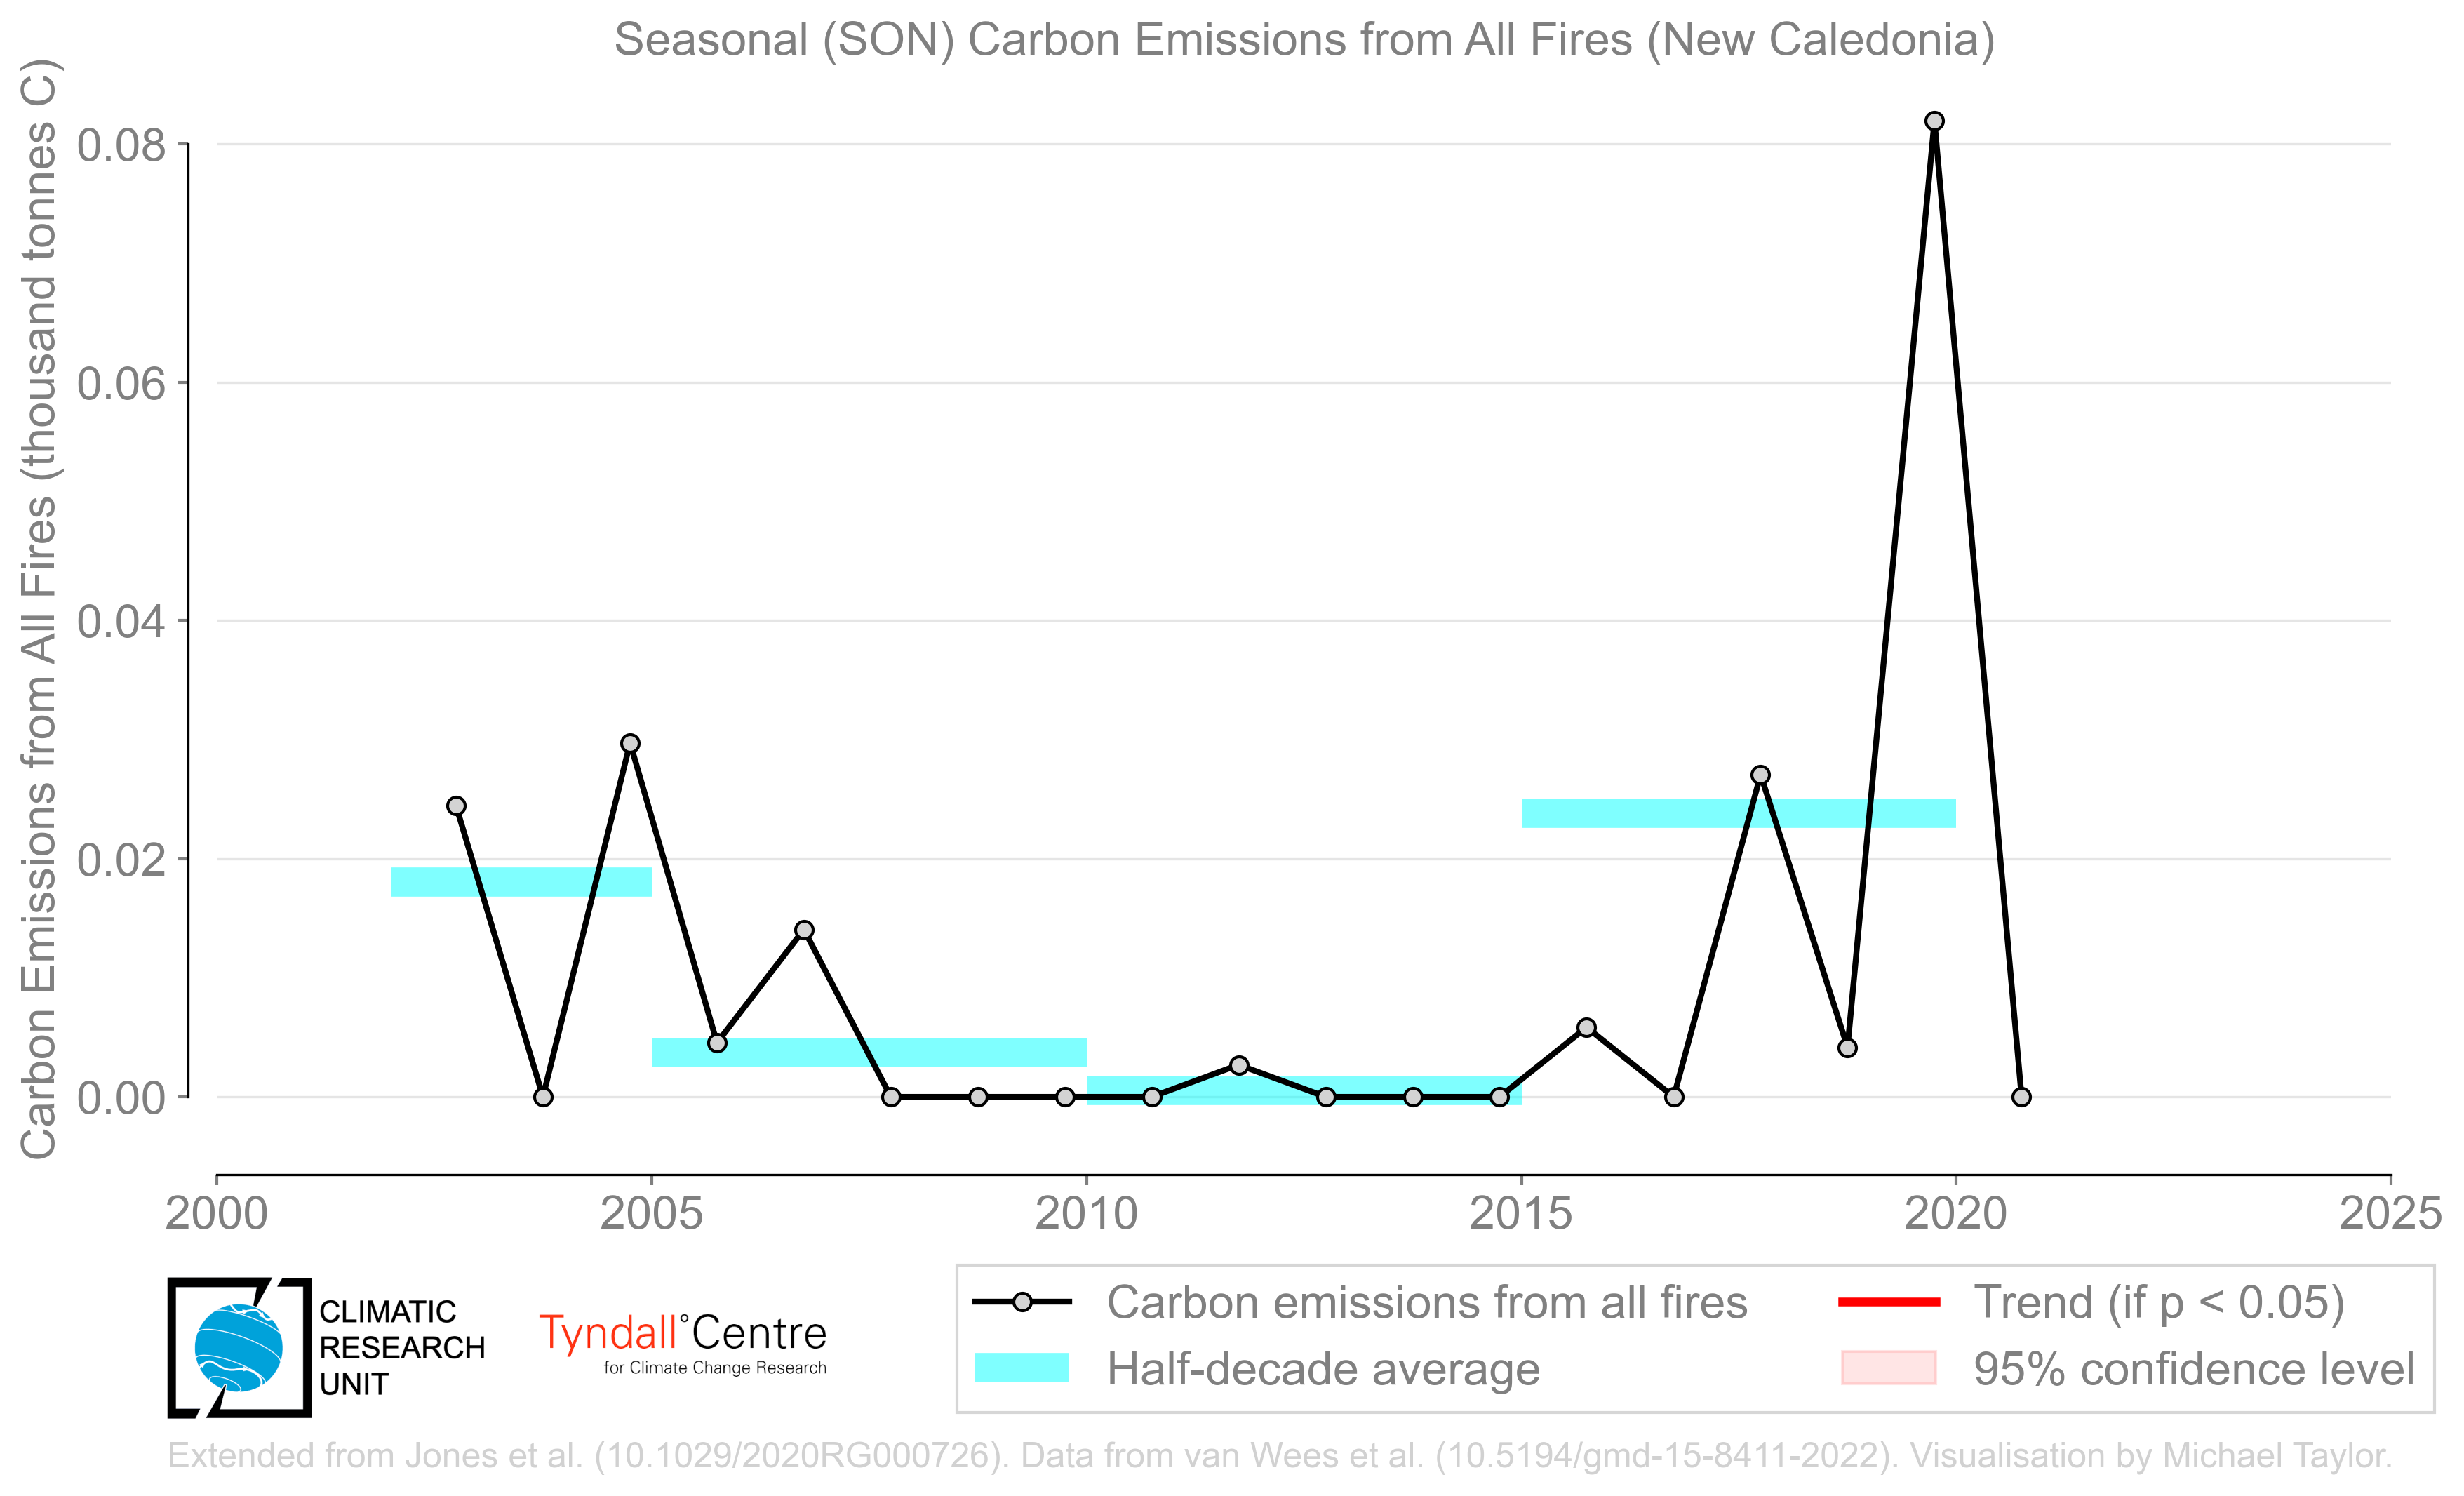 Seasonal (SON) Carbon Emissions from All Fires (New Caledonia)
Carbon Emissions from All Fires (thousand tonnes C)
0.08
0.06
0.04
0.02
0.00
2000 2005 2010 2015 2020 2025
CLIMATIC
RESEARCH
UNIT
Tyndall°Centre
for Climate Change Research
Carbon emissions from all fires
Half-decade average
Trend (if p < 0.05)
95% confidence level
Extended from Jones et al. (10.1029/2020RG000726). Data from van Wees et al. (10.5194/gmd-15-8411-2022). Visualisation by Michael Taylor.